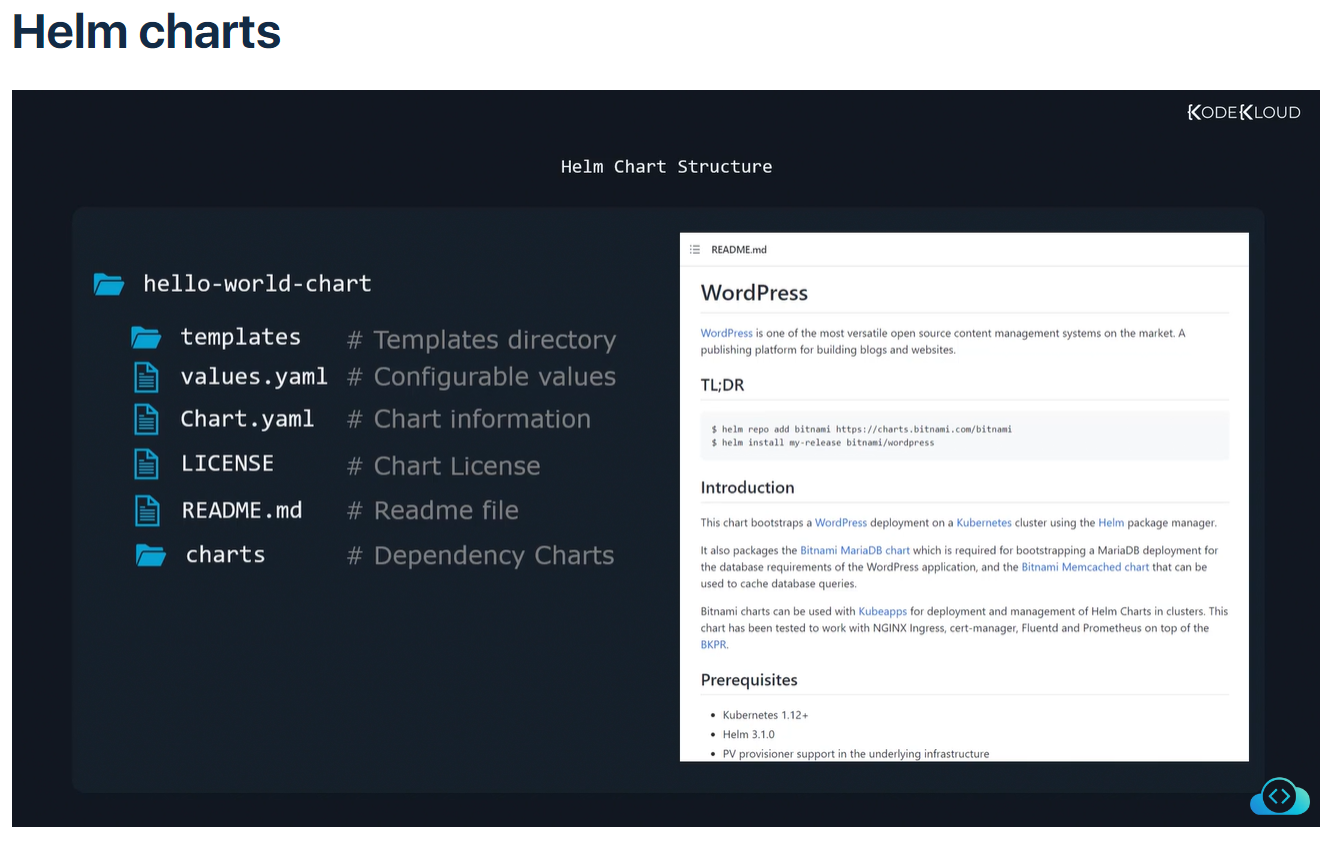 Helm charts
KODEKLOUD
Helm Chart Structure
hello-world-chart
templates # Templates directory
values.yaml # Configurable values
Chart.yaml # Chart information
LICENSE # Chart License
README.md # Readme file
charts # Dependency Charts
README.md
WordPress
WordPress is one of the most versatile open source content management systems on the market. A
publishing platform for building blogs and websites.
TL;DR
$ helm repo add bitnami https://charts.bitnami.com/bitnami
$ helm install my-release bitnami/wordpress
Introduction
This chart bootstraps a WordPress deployment on a Kubernetes cluster using the Helm package manager.
It also packages the Bitnami MariaDB chart which is required for bootstrapping a MariaDB deployment for
the database requirements of the WordPress application, and the Bitnami Memcached chart that can be
used to cache database queries.
Bitnami charts can be used with Kubeapps for deployment and management of Helm Charts in clusters. This
chart has been tested to work with NGINX Ingress, cert-manager, Fluentd and Prometheus on top of the
BKPR.
Prerequisites
• Kubernetes 1.12+
• Helm 3.1.0
• PV provisioner support in the underlying infrastructure